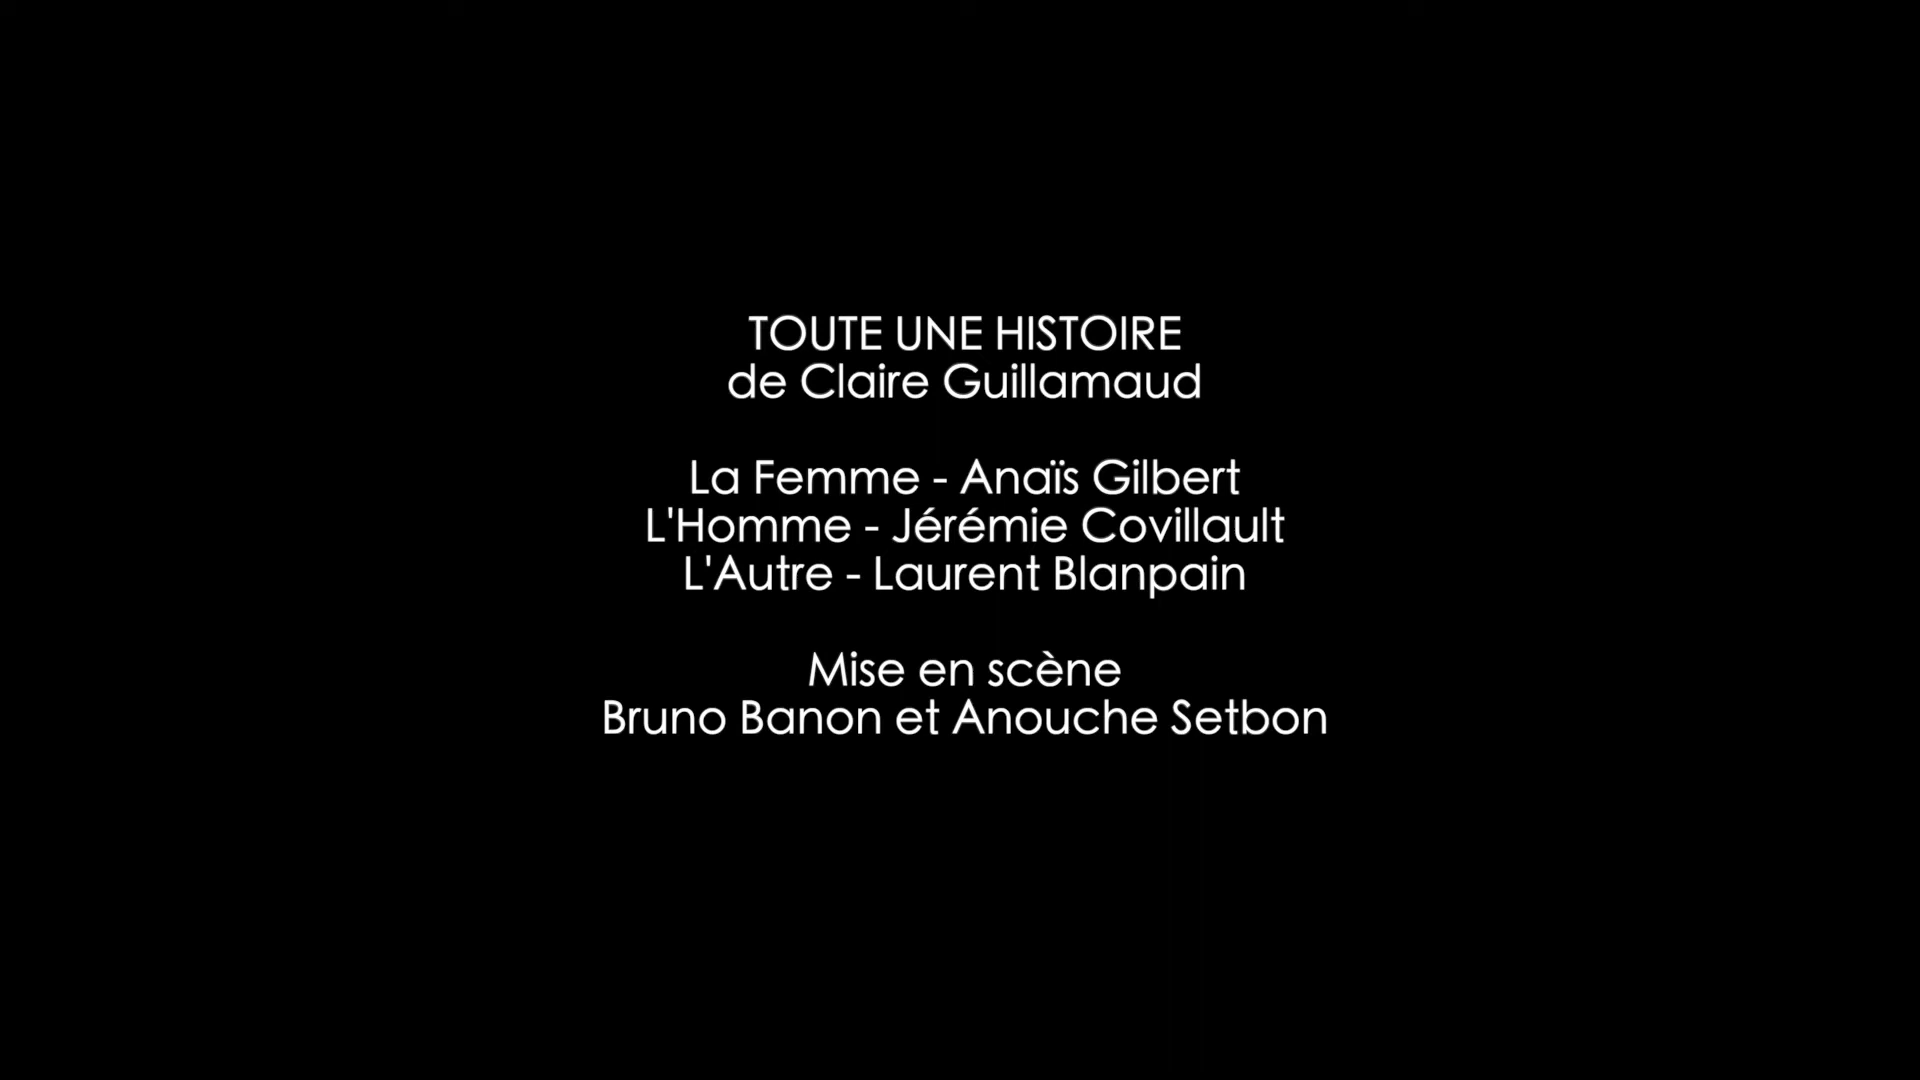 TOUTE UNE HISTOIRE
de Claire Guillamaud
La Femme - Anaïs Gilbert
L'Homme - Jérémie Covillault
L'Autre - Laurent Blanpain
Mise en scène
Bruno Banon et Anouche Setbon